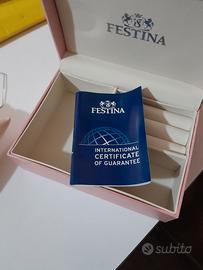 FESTINA
FESTINA
INTERNATIONAL
CERTIFICATE
OF GUARANTEE
subito